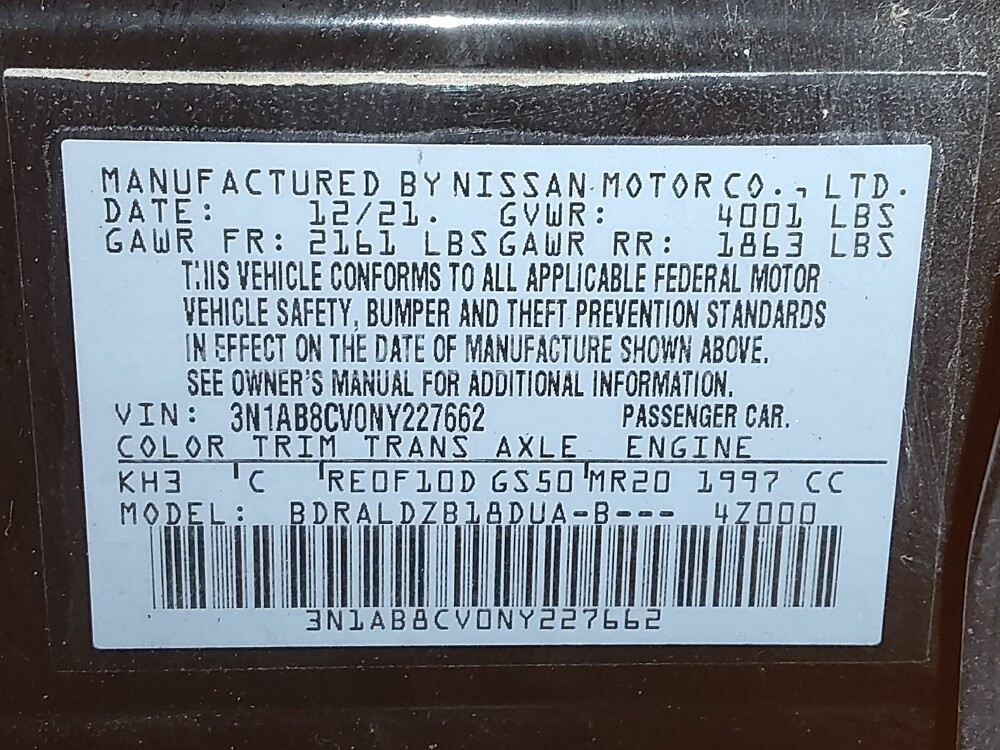 MANUFACTURED BY NISSAN MOTOR CO., LTD.
DATE: 12/21. GVWR: 4001 LBS
GAWR FR: 2161 LBS GAWR RR: 1863 LBS
THIS VEHICLE CONFORMS TO ALL APPLICABLE FEDERAL MOTOR
VEHICLE SAFETY, BUMPER AND THEFT PREVENTION STANDARDS
IN EFFECT ON THE DATE OF MANUFACTURE SHOWN ABOVE.
SEE OWNER'S MANUAL FOR ADDITIONAL INFORMATION.
VIN: 3N1AB8CV0NY227662 PASSENGER CAR.
COLOR TRIM TRANS AXLE ENGINE
KH3 C RE0F10D GS50 MR20 1997 CC
MODEL: BDRALDZB18DUA-B--- 4Z000
3N1AB8CV0NY227662